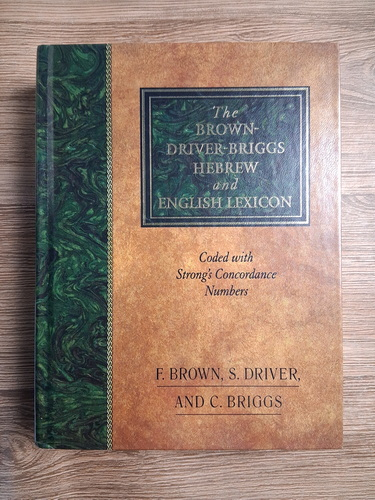 The
BROWN-
DRIVER-BRIGGS
HEBREW
and
ENGLISH LEXICON
Coded with
Strong's Concordance
Numbers
F. BROWN, S. DRIVER,
AND C. BRIGGS